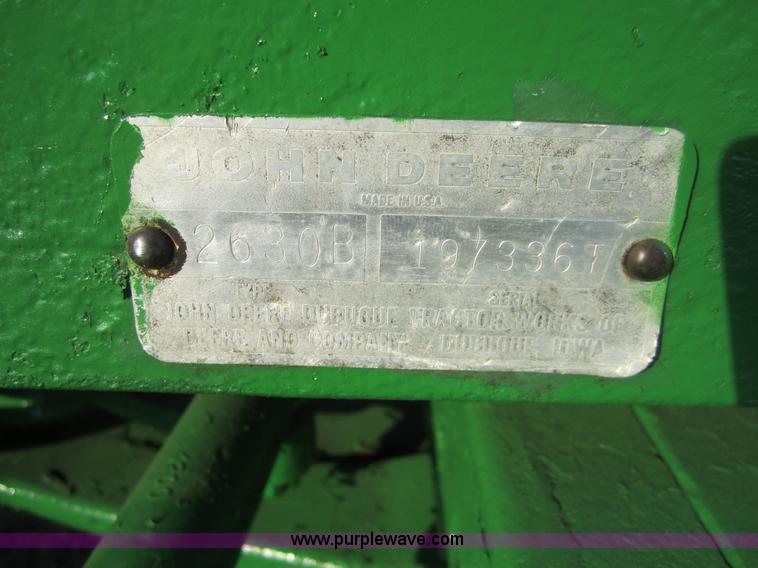 JOHN DEERE
MADE IN U.S.A.
2630B 197336T
TYPE SERIAL
JOHN DEERE DUBUQUE TRACTOR WORKS OF
DEERE AND COMPANY DUBUQUE, IOWA
www.purplewave.com